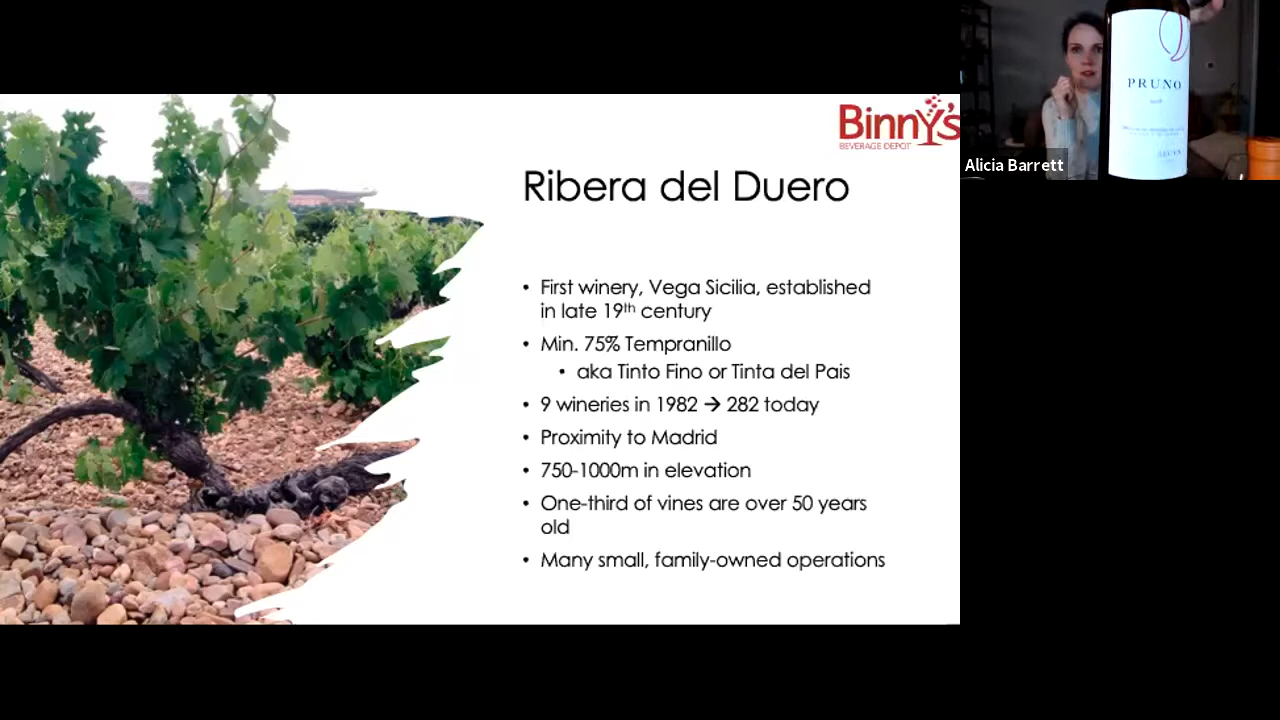 Binny's
BEVERAGE DEPOT
PRUNO
Alicia Barrett
Ribera del Duero
• First winery, Vega Sicilia, established
in late 19th century
• Min. 75% Tempranillo
• aka Tinto Fino or Tinta del Pais
• 9 wineries in 1982 → 282 today
• Proximity to Madrid
• 750-1000m in elevation
• One-third of vines are over 50 years
old
• Many small, family-owned operations